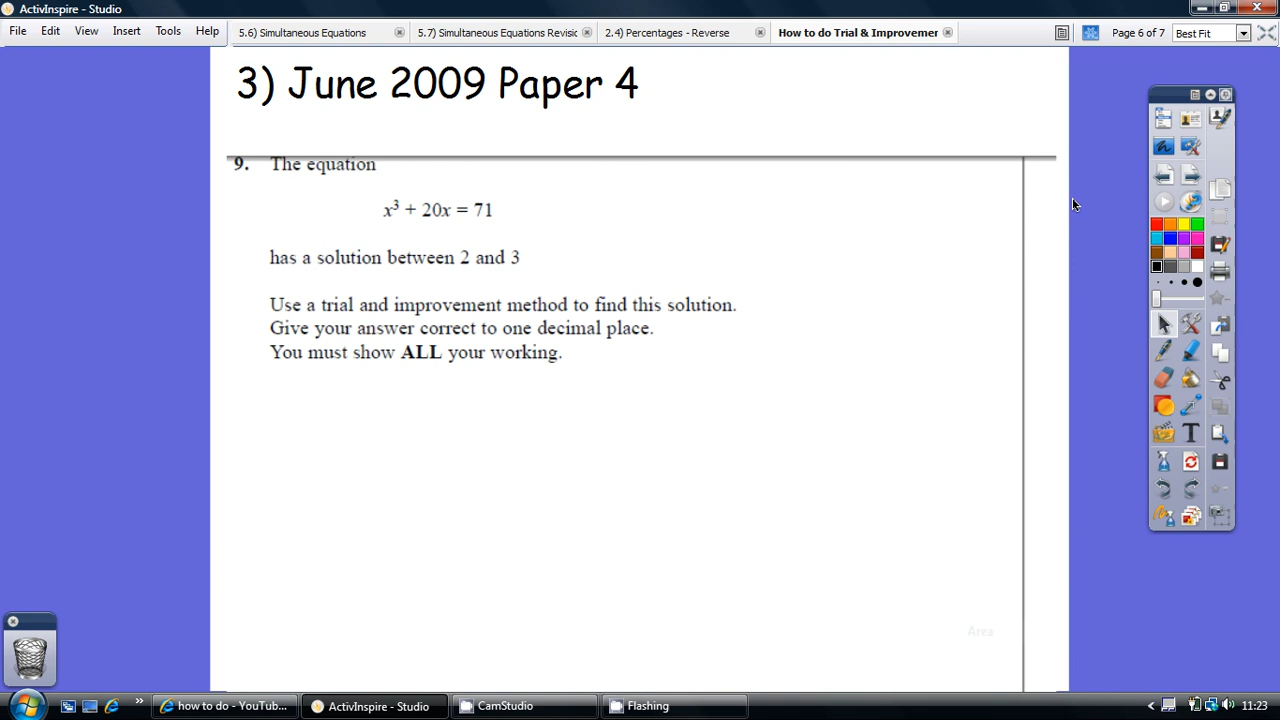 ActivInspire - Studio
File Edit View Insert Tools Help
5.6) Simultaneous Equations
5.7) Simultaneous Equations Revisic
2.4) Percentages - Reverse
How to do Trial & Improvemer
Page 6 of 7
Best Fit
3) June 2009 Paper 4
9. The equation
x³ + 20x = 71
has a solution between 2 and 3
Use a trial and improvement method to find this solution.
Give your answer correct to one decimal place.
You must show ALL your working.
Area
how to do - YouTub...
ActivInspire - Studio
CamStudio
Flashing
11:23